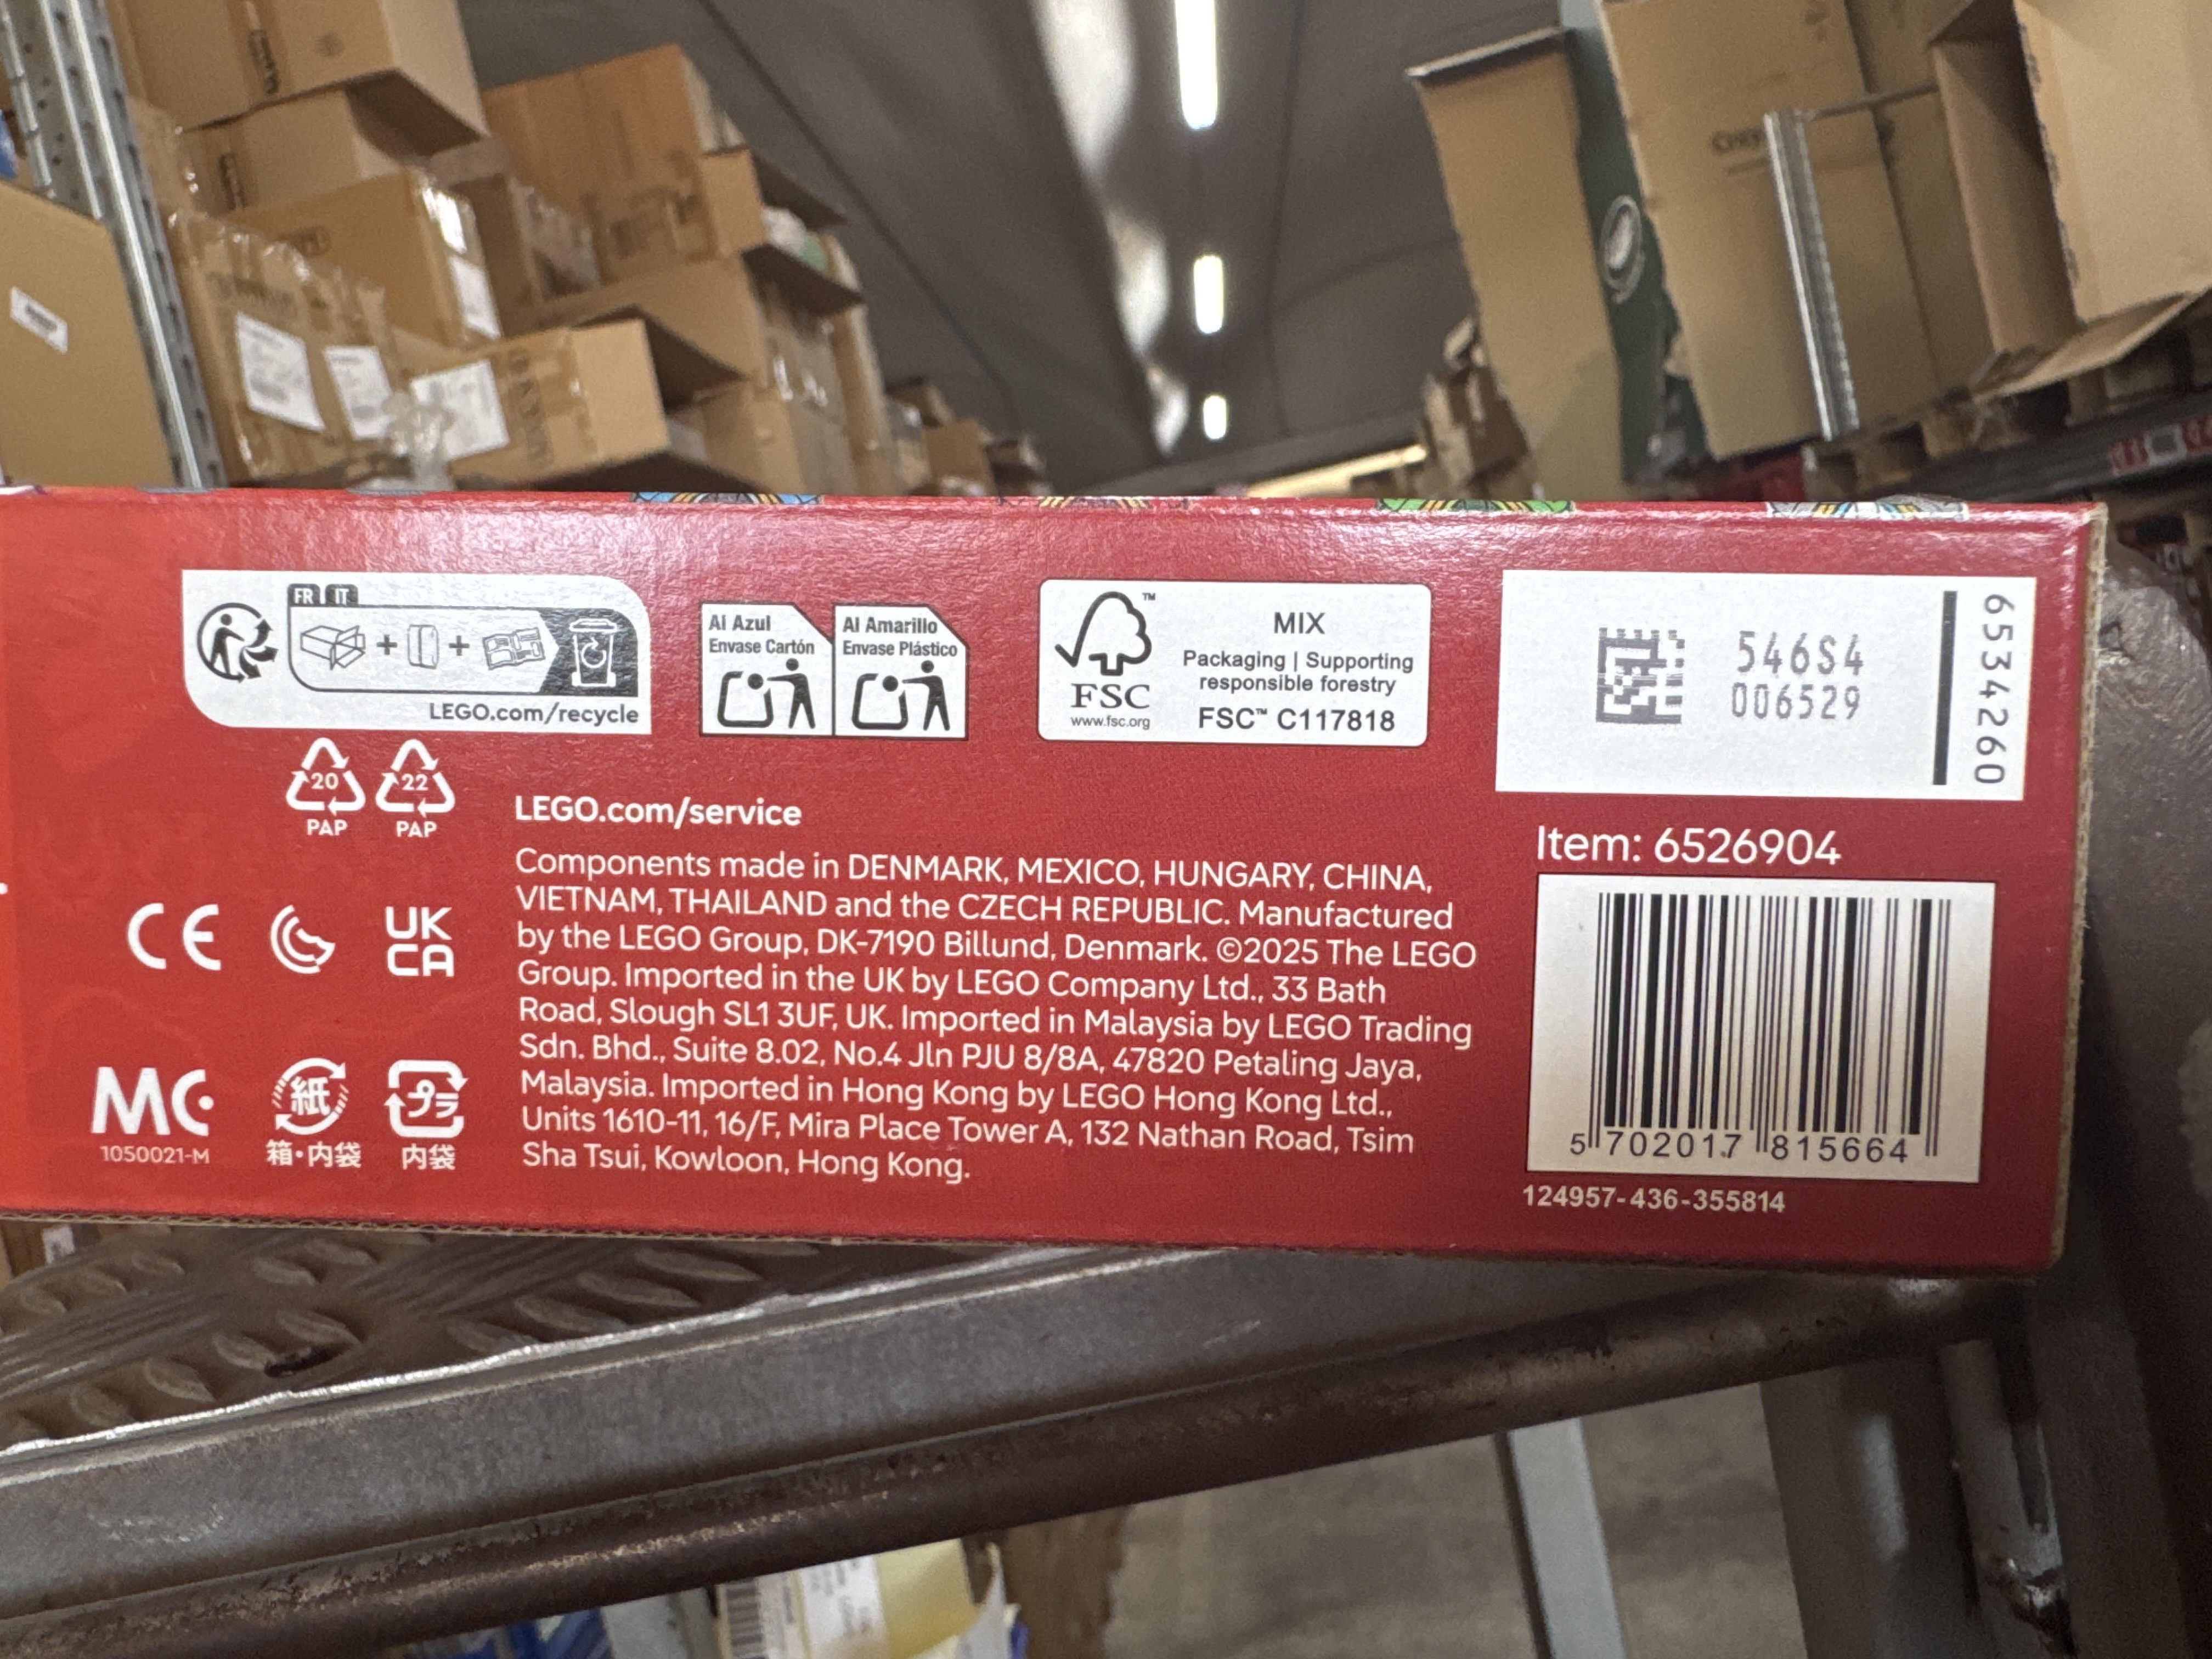 FR IT
LEGO.com/recycle
Al Azul
Envase Cartón
Al Amarillo
Envase Plástico
™
FSC
www.fsc.org
MIX
Packaging | Supporting
responsible forestry
FSC™ C117818
546S4
006529
6534260
20
PAP
22
PAP
LEGO.com/service
Components made in DENMARK, MEXICO, HUNGARY, CHINA,
VIETNAM, THAILAND and the CZECH REPUBLIC. Manufactured
by the LEGO Group, DK-7190 Billund, Denmark. ©2025 The LEGO
Group. Imported in the UK by LEGO Company Ltd., 33 Bath
Road, Slough SL1 3UF, UK. Imported in Malaysia by LEGO Trading
Sdn. Bhd., Suite 8.02, No.4 Jln PJU 8/8A, 47820 Petaling Jaya,
Malaysia. Imported in Hong Kong by LEGO Hong Kong Ltd.,
Units 1610-11, 16/F, Mira Place Tower A, 132 Nathan Road, Tsim
Sha Tsui, Kowloon, Hong Kong.
CE
UK
CA
MC
1050021-M
紙
箱・内袋
プラ
内袋
Item: 6526904
5 702017 815664
124957-436-355814